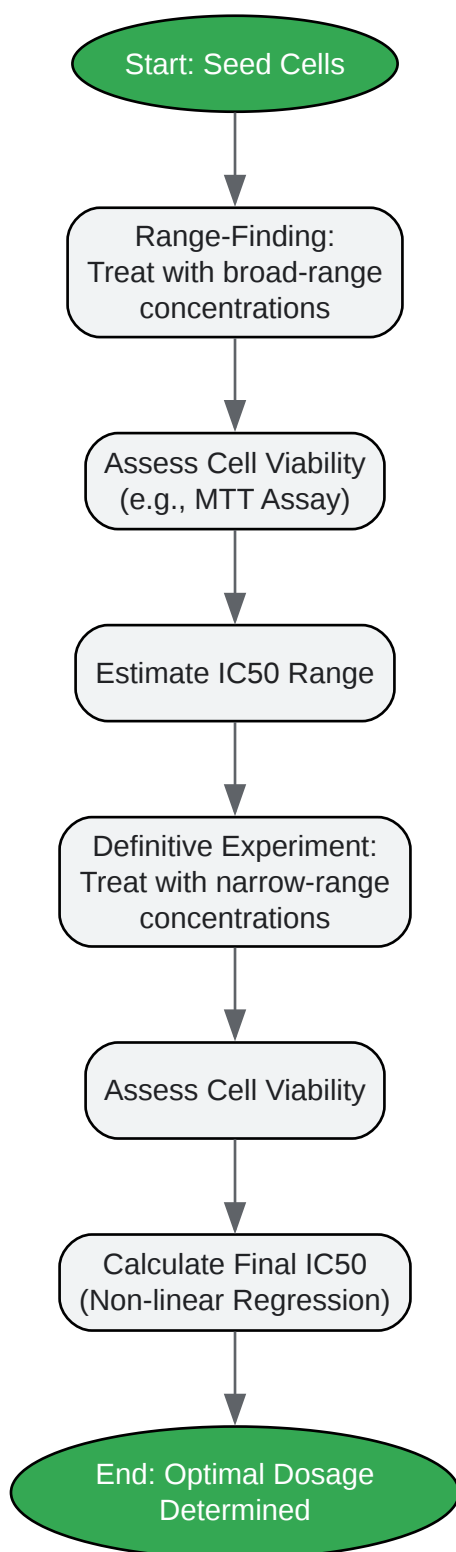 Start: Seed Cells
Range-Finding:
Treat with broad-range
concentrations
Assess Cell Viability
(e.g., MTT Assay)
Estimate IC50 Range
Definitive Experiment:
Treat with narrow-range
concentrations
Assess Cell Viability
Calculate Final IC50
(Non-linear Regression)
End: Optimal Dosage
Determined